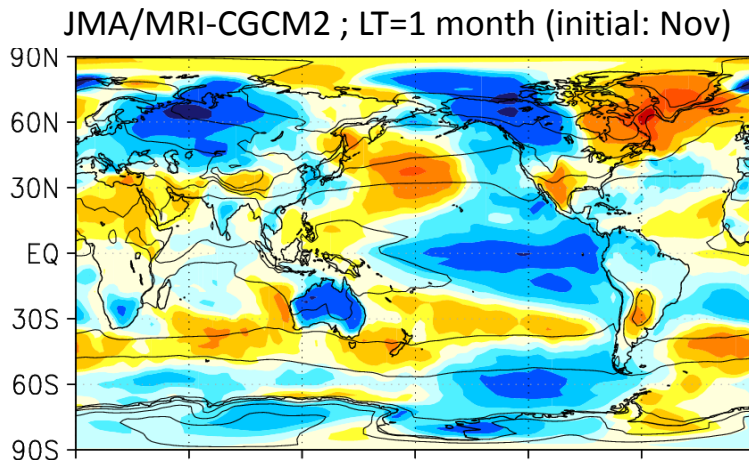 JMA/MRI-CGCM2 ; LT=1 month (initial: Nov)
90N
60N
30N
EQ
30S
60S
90S